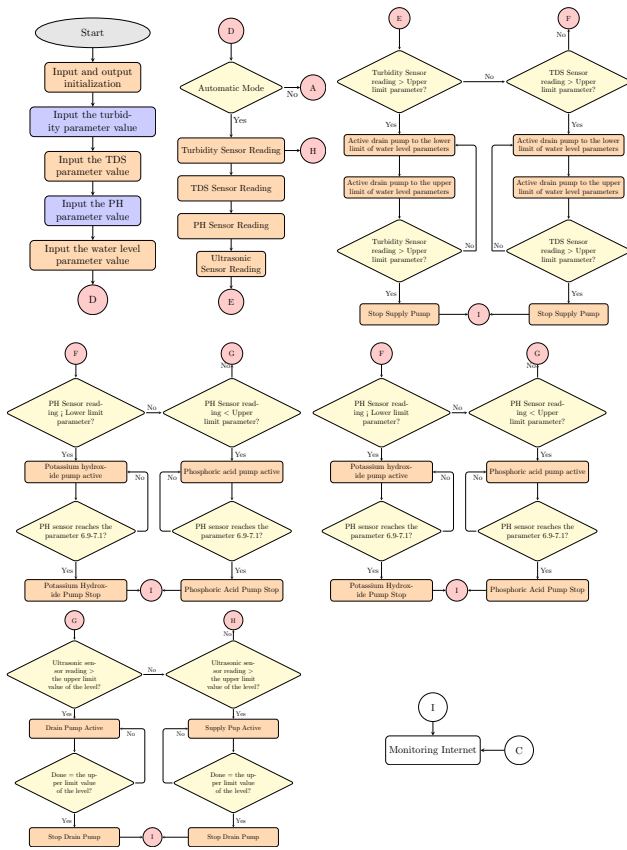 Start
Input and output
initialization
Input the turbid-
ity parameter value
Input the TDS
parameter value
Input the PH
parameter value
Input the water level
parameter value
D
D
Automatic Mode
No
A
Yes
Turbidity Sensor Reading
H
TDS Sensor Reading
PH Sensor Reading
Ultrasonic
Sensor Reading
E
E
Turbidity Sensor
reading > Upper
limit parameter?
No
Yes
Active drain pump to the lower
limit of water level parameters
Active drain pump to the upper
limit of water level parameters
Turbidity Sensor
reading > Upper
limit parameter?
No
Yes
Stop Supply Pump
I
F
No
TDS Sensor
reading > Upper
limit parameter?
Yes
Active drain pump to the lower
limit of water level parameters
Active drain pump to the upper
limit of water level parameters
TDS Sensor
reading > Upper
limit parameter?
No
Yes
Stop Supply Pump
F
PH Sensor read-
ing ¡ Lower limit
parameter?
No
Yes
Potassium hydrox-
ide pump active
No
PH sensor reaches the
parameter 6.9-7.1?
Yes
Potassium Hydrox-
ide Pump Stop
I
G
No
PH Sensor read-
ing < Upper
limit parameter?
Yes
Phosphoric acid pump active
No
PH sensor reaches the
parameter 6.9-7.1?
Yes
Phosphoric Acid Pump Stop
F
PH Sensor read-
ing ¡ Lower limit
parameter?
No
Yes
Potassium hydrox-
ide pump active
No
PH sensor reaches the
parameter 6.9-7.1?
Yes
Potassium Hydrox-
ide Pump Stop
I
G
No
PH Sensor read-
ing < Upper
limit parameter?
Yes
Phosphoric acid pump active
No
PH sensor reaches the
parameter 6.9-7.1?
Yes
Phosphoric Acid Pump Stop
G
Ultrasonic sen-
sor reading >
the upper limit
value of the level?
No
Yes
Drain Pump Active
No
Done = the up-
per limit value
of the level?
Yes
Stop Drain Pump
I
H
No
Ultrasonic sen-
sor reading >
the upper limit
value of the level?
Yes
Supply Pup Active
No
Done = the up-
per limit value
of the level?
Yes
Stop Drain Pump
I
Monitoring Internet
C